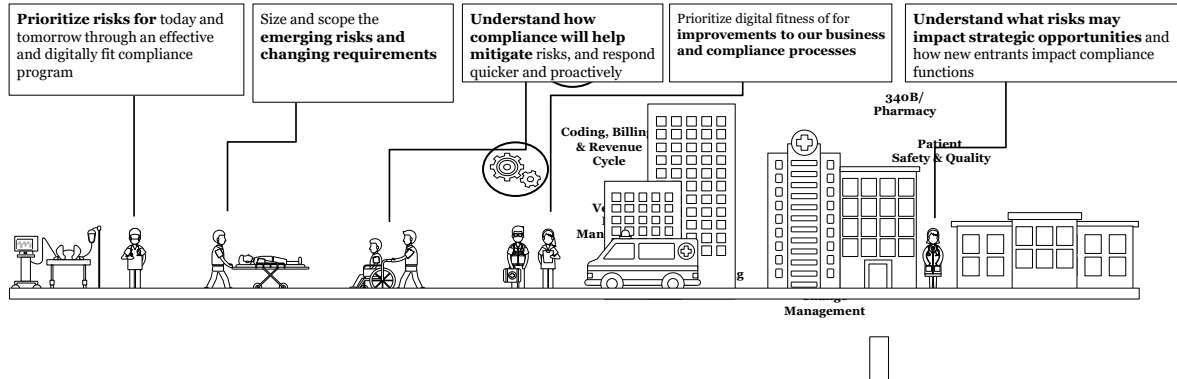 Prioritize risks for today and
tomorrow through an effective
and digitally fit compliance
program
Size and scope the
emerging risks and
changing requirements
Understand how
compliance will help
mitigate risks, and respond
quicker and proactively
Prioritize digital fitness of for
improvements to our business
and compliance processes
Understand what risks may
impact strategic opportunities and
how new entrants impact compliance
functions
340B/
Pharmacy
Coding, Billing
& Revenue
Cycle
Patient
Safety & Quality
Management